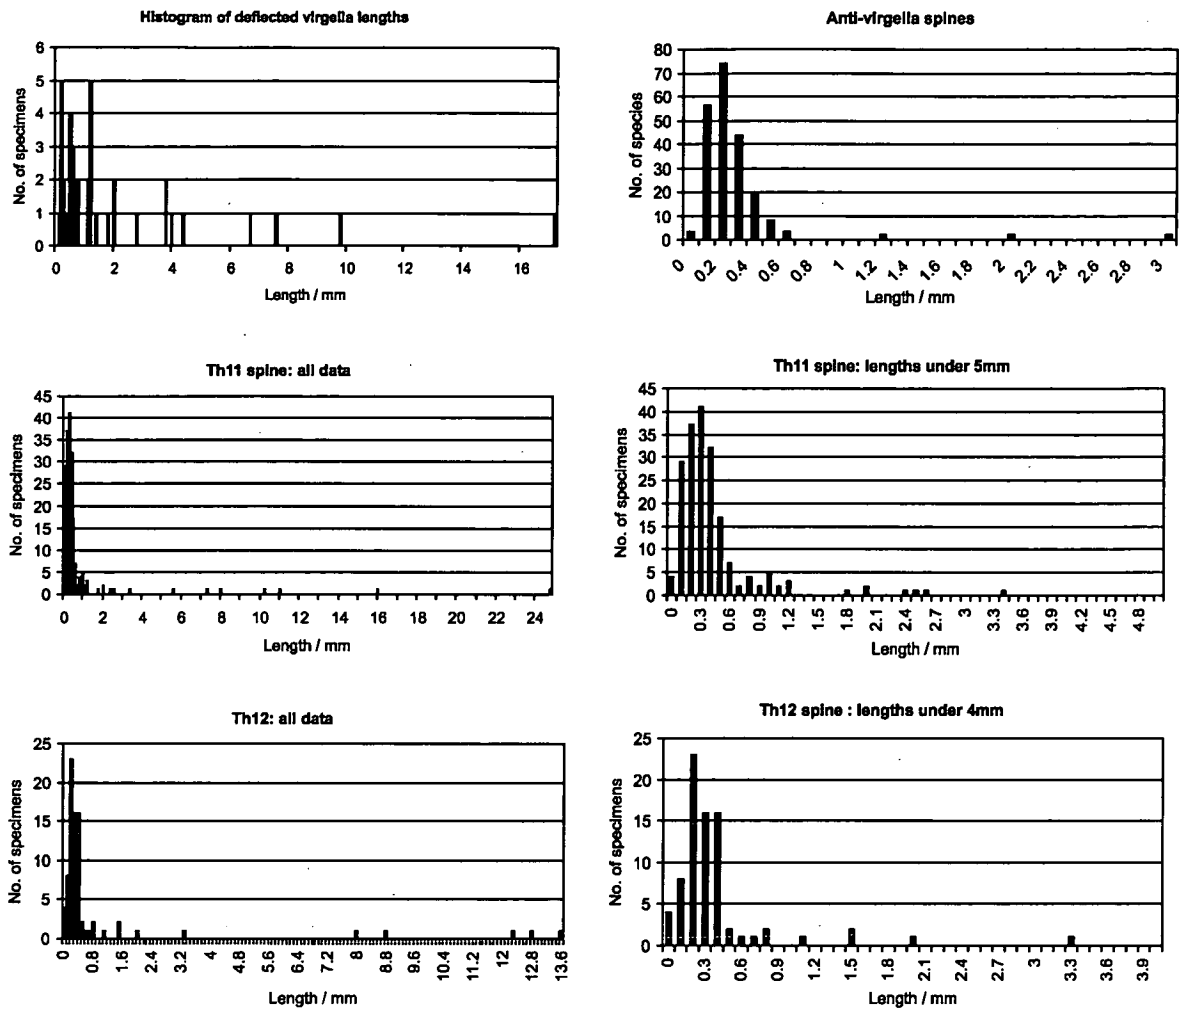 Histogram of deflected virgella lengths
6
5
4
3
2
1
0
No. of specimens
0 2 4 6 8 10 12 14 16
Length / mm
Anti-virgella spines
80
70
60
50
40
30
20
10
0
No. of species
0 0.2 0.4 0.6 0.8 1 1.2 1.4 1.6 2 2.2 2.6 2.8 3
Length / mm
Th11 spine: all data
45
40
35
30
25
20
15
10
5
0
No. of specimens
0 2 4 6 8 10 12 14 16 18 20 22 24
Length / mm
Th11 spine: lengths under 5mm
45
40
35
30
25
20
15
10
5
0
No. of specimens
0 0.3 0.6 0.9 1.2 1.5 1.8 2.1 2.4 2.7 3 3.3 3.6 3.9 4.2 4.5 4.8
Length / mm
Th12: all data
25
20
15
10
5
0
No. of specimens
0 0.8 1.6 2.4 3.2 4 4.8 5.6 6.4 7.2 8 8.8 9.6 10.4 11.2 12 12.8 13.6
Length / mm
Th12 spine : lengths under 4mm
25
20
15
10
5
0
No. of specimens
0 0.3 0.6 0.9 1.2 1.5 1.8 2.1 2.4 2.7 3 3.3 3.6 3.9
Length / mm